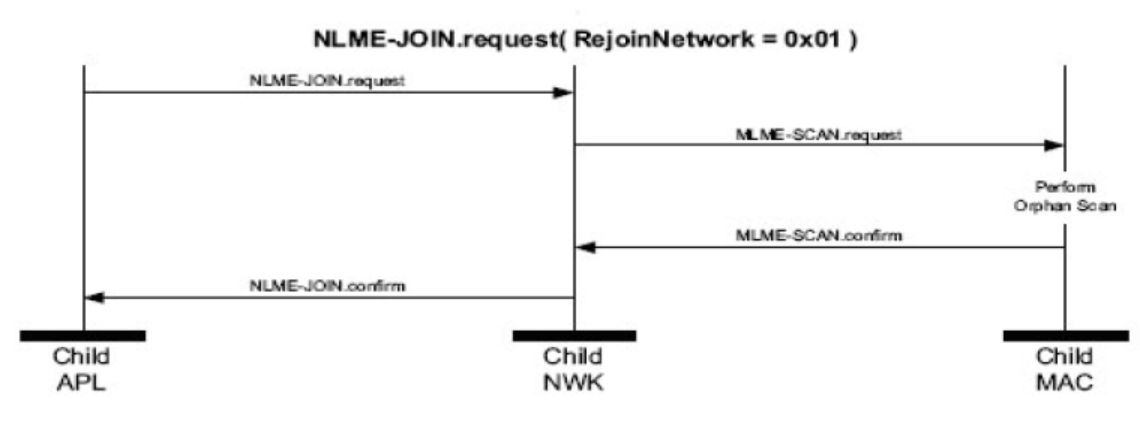 NLME-JOIN.request( RejoinNetwork = 0x01 )
NLME-JOIN.request
MLME-SCAN.request
Perform
Orphan Scan
MLME-SCAN.confirm
NLME-JOIN.confirm
Child
APL
Child
NWK
Child
MAC